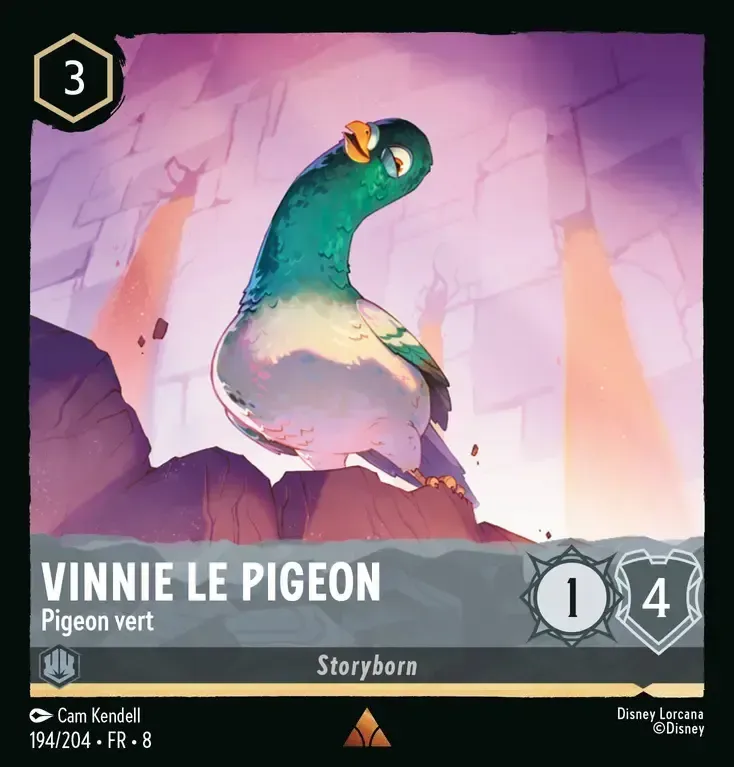 3
VINNIE LE PIGEON
Pigeon vert
1
4
Storyborn
Cam Kendell
194/204 • FR • 8
Disney Lorcana
©Disney